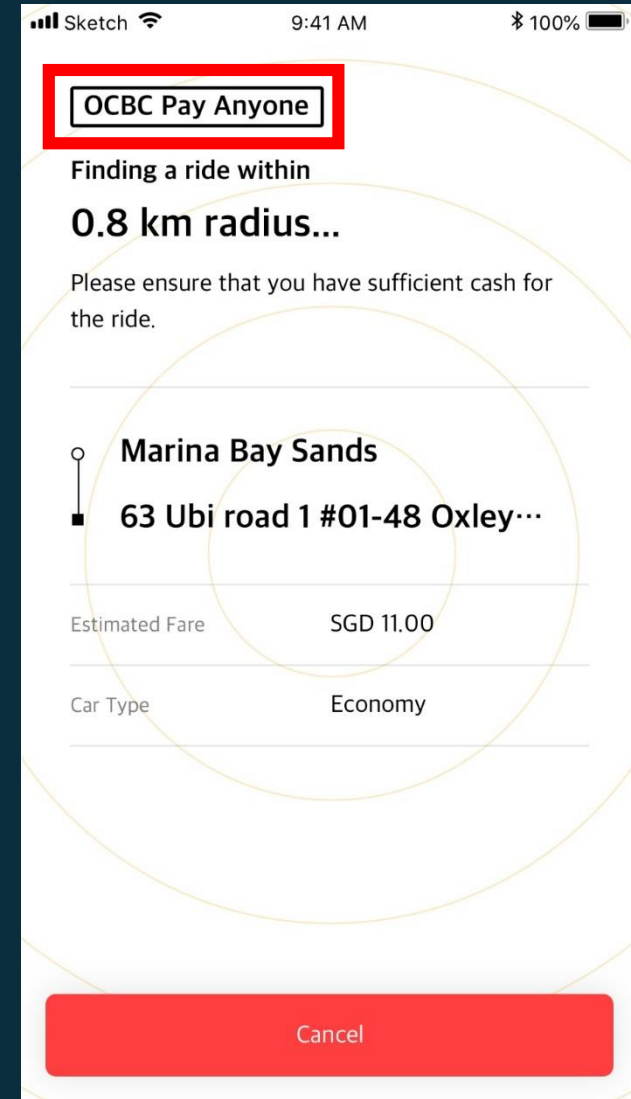 Sketch 9:41 AM 100%
OCBC Pay Anyone
Finding a ride within
0.8 km radius...
Please ensure that you have sufficient cash for
the ride.
Marina Bay Sands
63 Ubi road 1 #01-48 Oxley···
Estimated Fare SGD 11.00
Car Type Economy
Cancel